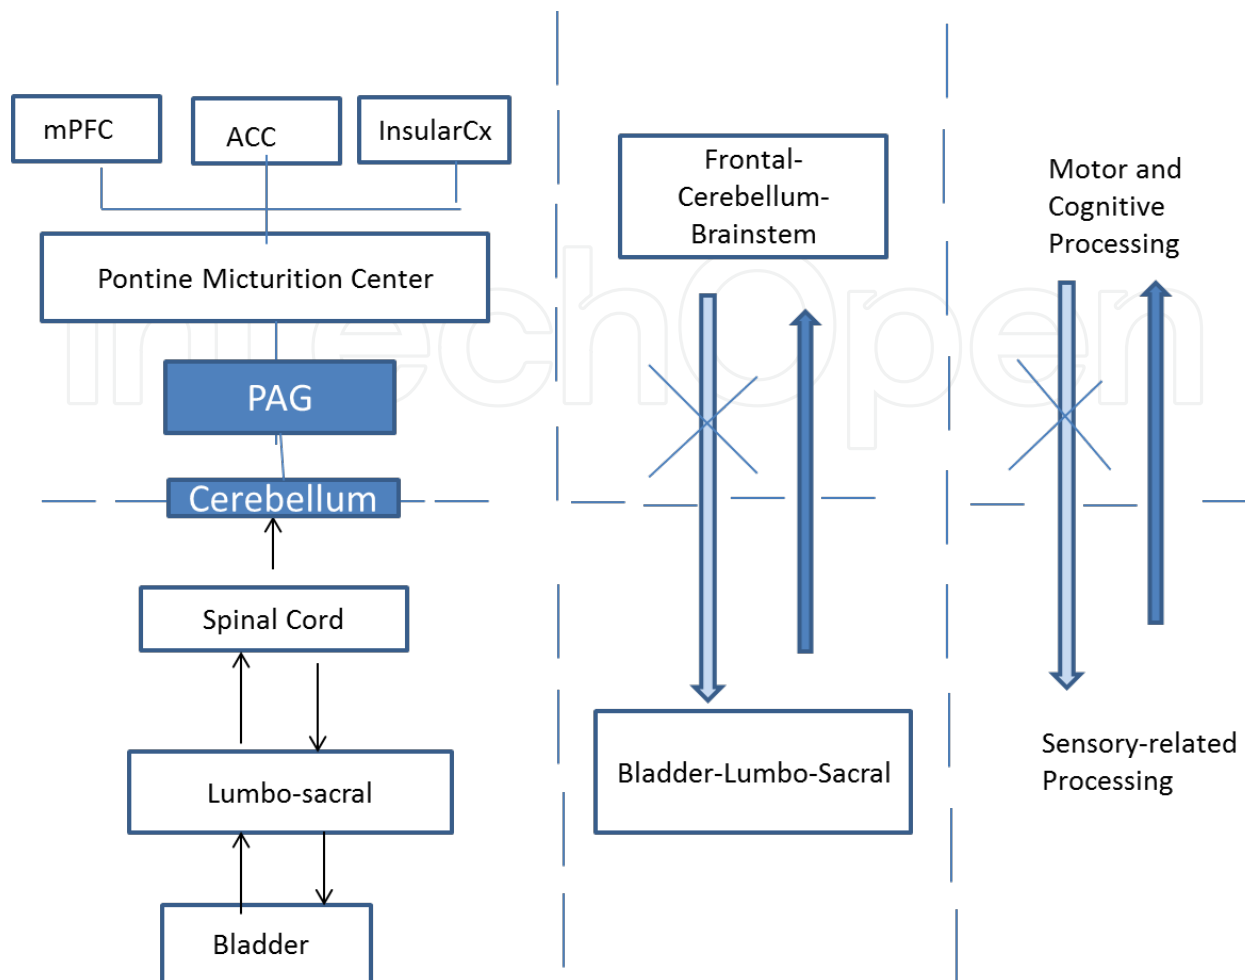 mPFC
ACC
InsularCx
Pontine Micturition Center
PAG
Cerebellum
Spinal Cord
Lumbo-sacral
Bladder
Frontal-
Cerebellum-
Brainstem
Bladder-Lumbo-Sacral
Motor and
Cognitive
Processing
Sensory-related
Processing
IntechOpen